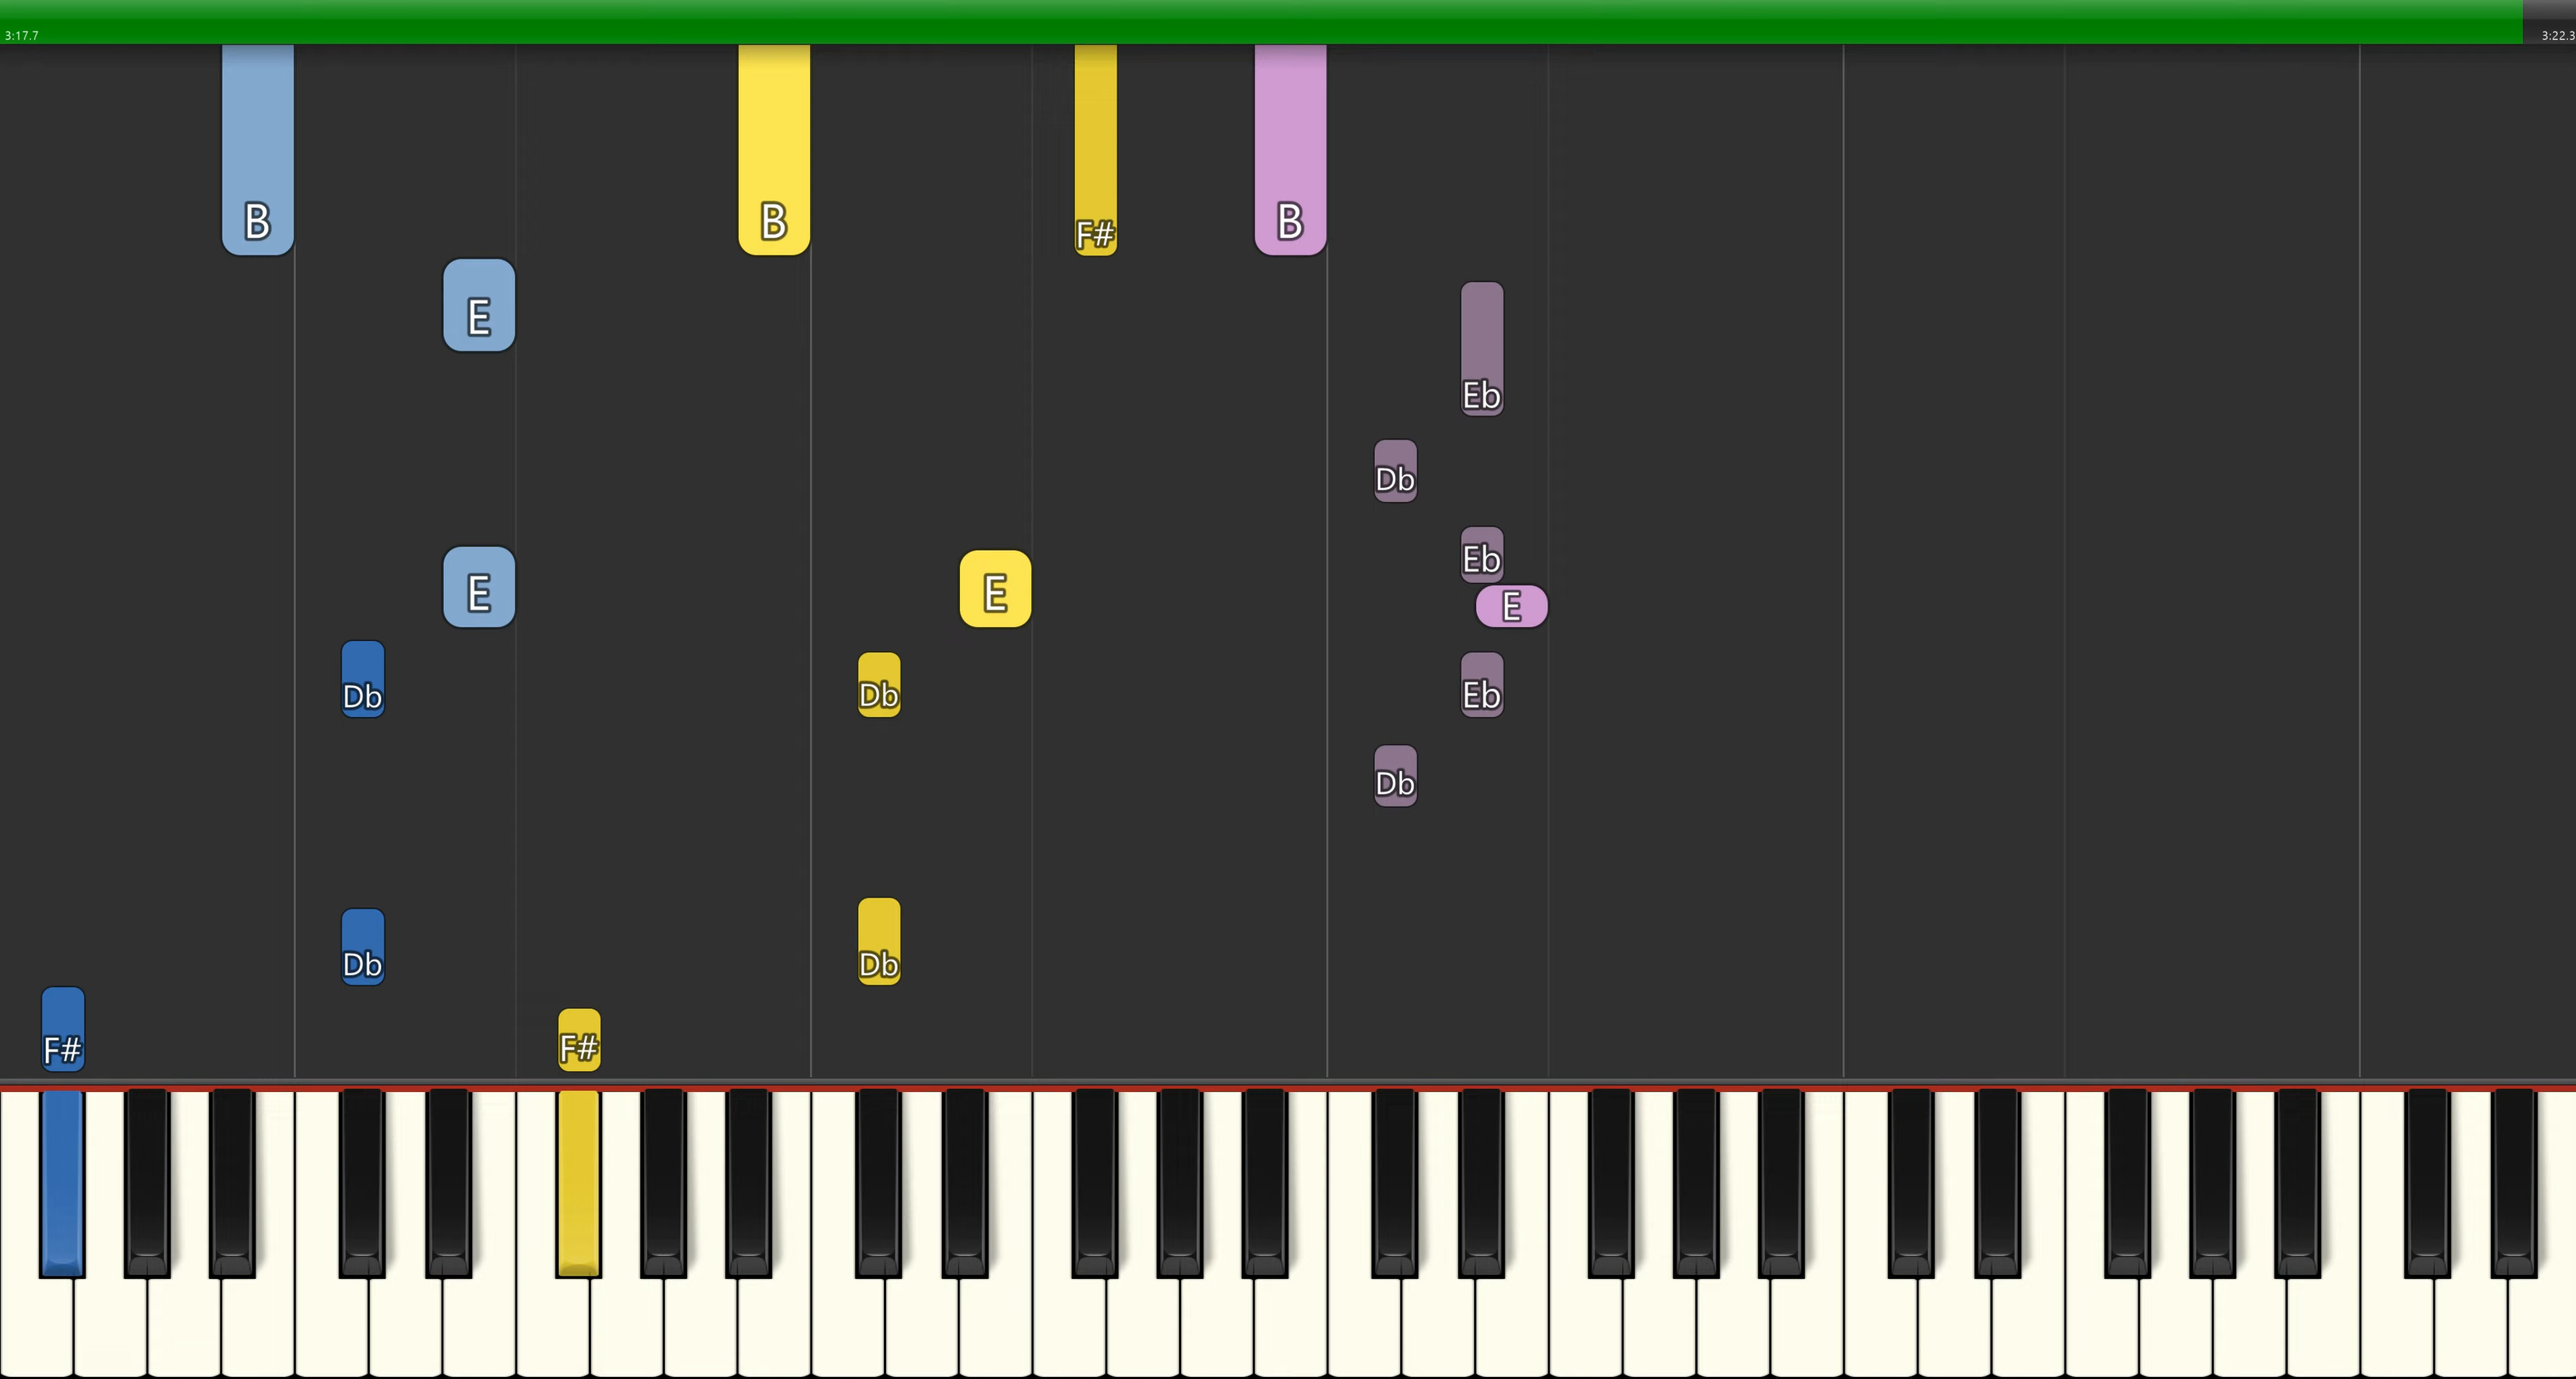 3:17.7
3:22.3
B B F# B
E
Eb
Db
Eb
E E E
Db Db Eb
Db
Db Db
F# F#